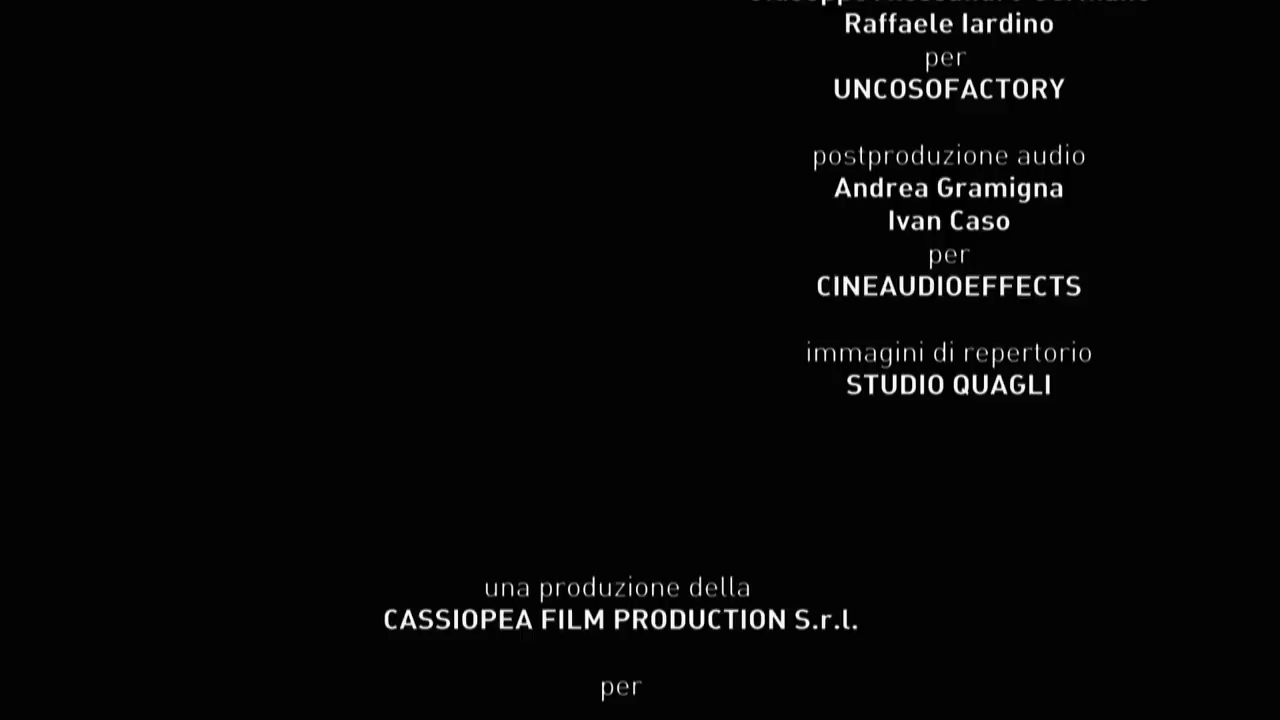 Raffaele Iardino
per
UNCOSOFACTORY
postproduzione audio
Andrea Gramigna
Ivan Caso
per
CINEAUDIOEFFECTS
immagini di repertorio
STUDIO QUAGLI
una produzione della
CASSIOPEA FILM PRODUCTION S.r.l.
per